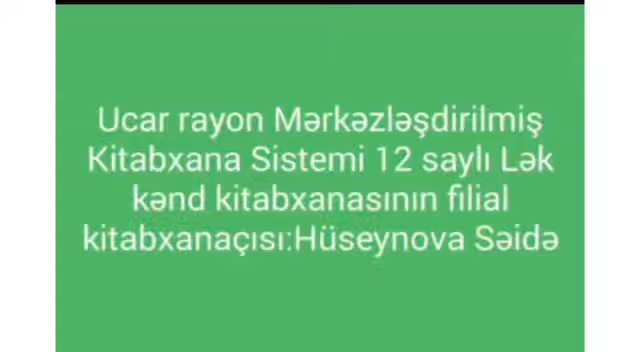 Ucar rayon Mərkəzləşdirilmiş
Kitabxana Sistemi 12 saylı Lək
kənd kitabxanasının filial
kitabxanaçısı:Hüseynova Səidə